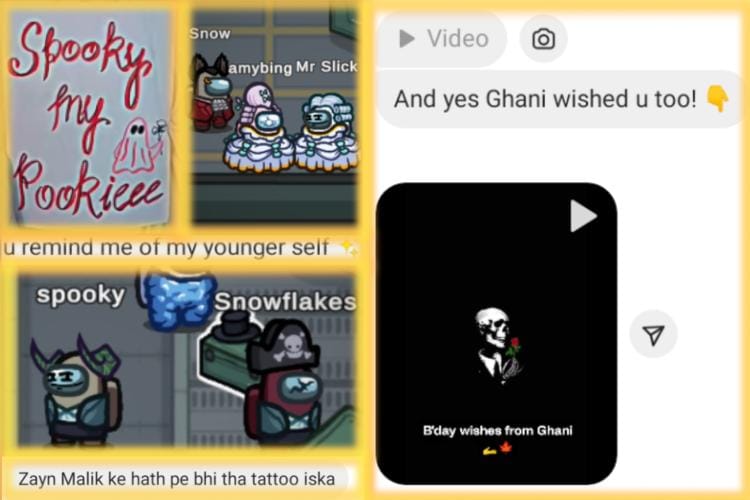 Spooky
my
Pookieee
Snow
amybing Mr Slick
u remind me of my younger self ✨
spooky
Snowflakes
Zayn Malik ke hath pe bhi tha tattoo iska
Video
And yes Ghani wished u too! 👇
B'day wishes from Ghani
✍️🍁